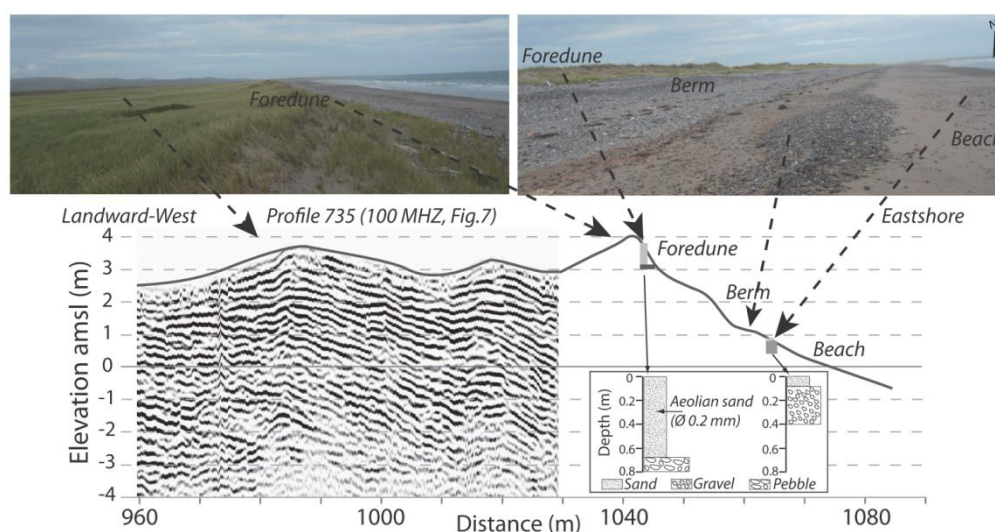 Foredune
Foredune
Berm
N
Beach
Landward-West
Profile 735 (100 MHZ, Fig.7)
Eastshore
Elevation amsl (m)
4
3
2
1
0
-1
-2
-3
-4
Foredune
Berm
Beach
Depth (m)
0
0.2
0.4
0.6
0.8
Aeolian sand
(Ø 0.2 mm)
0
0.2
0.4
0.6
0.8
Sand
Gravel
Pebble
960
1000
1040
1080
Distance (m)